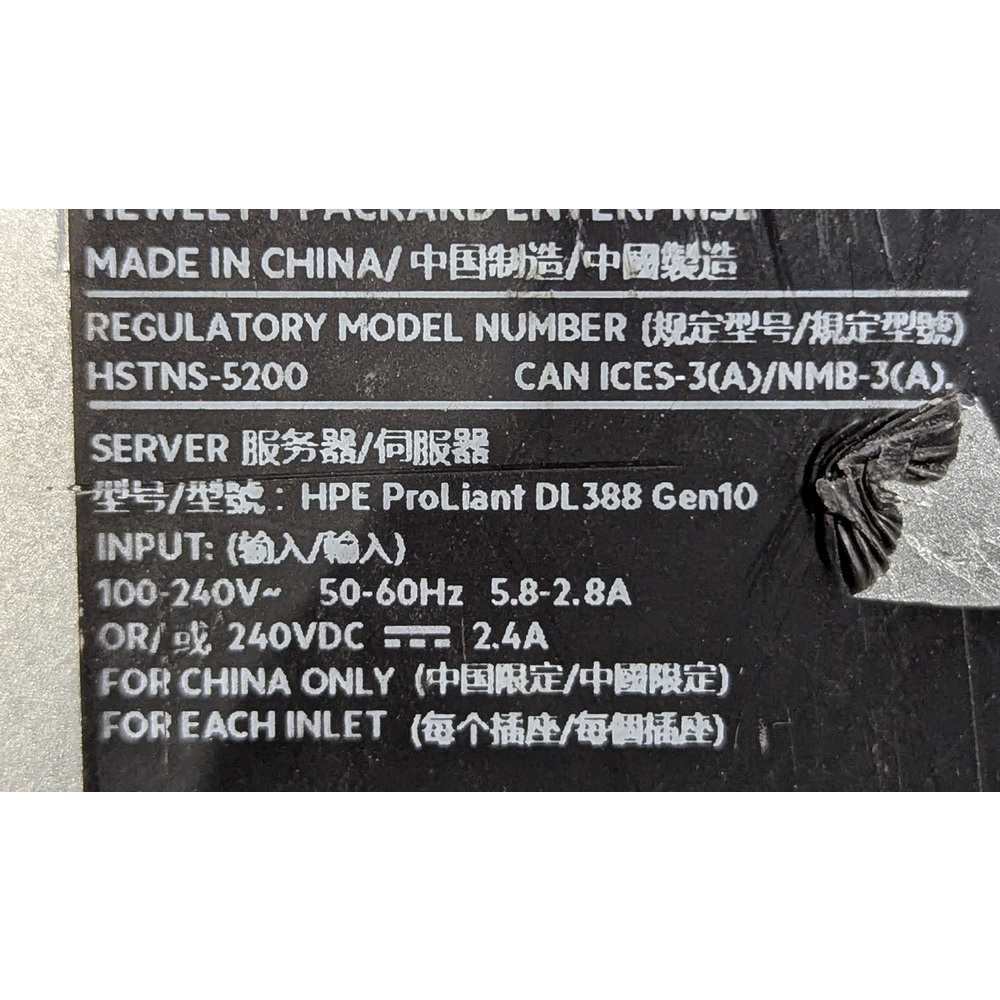 HEWLETT PACKARD ENTERPRISE
MADE IN CHINA/中国制造/中國製造
REGULATORY MODEL NUMBER (规定型号/規定型號)
HSTNS-5200 CAN ICES-3(A)/NMB-3(A).
SERVER 服务器/伺服器
型号/型號: HPE ProLiant DL388 Gen10
INPUT: (输入/輸入)
100-240V~ 50-60Hz 5.8-2.8A
OR/或 240VDC ⎓ 2.4A
FOR CHINA ONLY (中国限定/中國限定)
FOR EACH INLET (每个插座/每個插座)